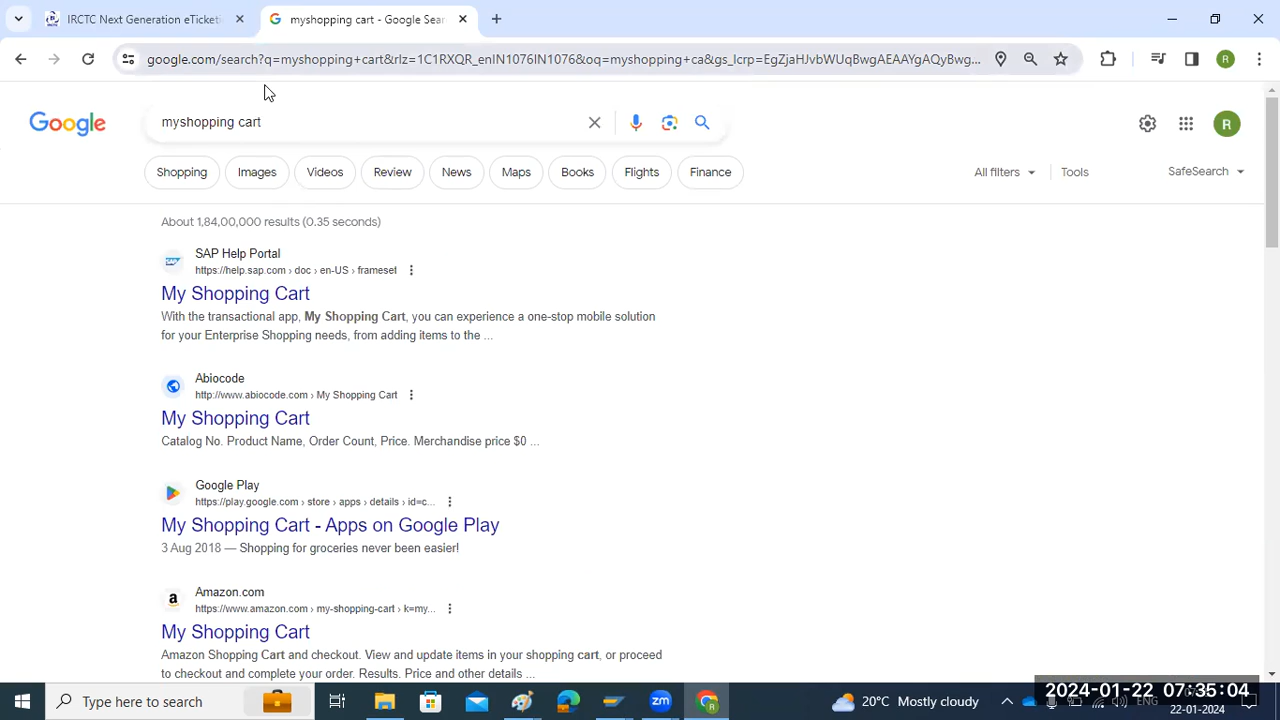 IRCTC Next Generation eTicketi
myshopping cart - Google Sear
google.com/search?q=myshopping+cart&rlz=1C1RXQR_enIN1076IN1076&oq=myshopping+ca&gs_lcrp=EgZjaHJvbWUqBwgAEAAYgAQyBwg...
R
Google
myshopping cart
R
Shopping
Images
Videos
Review
News
Maps
Books
Flights
Finance
All filters
Tools
SafeSearch
About 1,84,00,000 results (0.35 seconds)
SAP Help Portal
https://help.sap.com › doc › en-US › frameset
My Shopping Cart
With the transactional app, My Shopping Cart, you can experience a one-stop mobile solution
for your Enterprise Shopping needs, from adding items to the ...
Abiocode
http://www.abiocode.com › My Shopping Cart
My Shopping Cart
Catalog No. Product Name, Order Count, Price. Merchandise price $0 ...
Google Play
https://play.google.com › store › apps › details › id=c...
My Shopping Cart - Apps on Google Play
3 Aug 2018 — Shopping for groceries never been easier!
Amazon.com
https://www.amazon.com › my-shopping-cart › k=my...
My Shopping Cart
Amazon Shopping Cart and checkout. View and update items in your shopping cart, or proceed
to checkout and complete your order. Results. Price and other details ...
Type here to search
zm
20°C Mostly cloudy
ENG
2024-01-22 07:35:04
22-01-2024